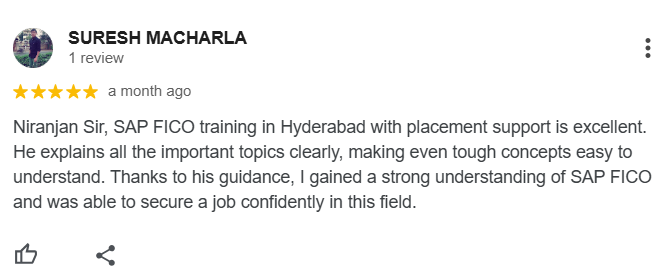 SURESH MACHARLA
1 review
a month ago
Niranjan Sir, SAP FICO training in Hyderabad with placement support is excellent.
He explains all the important topics clearly, making even tough concepts easy to
understand. Thanks to his guidance, I gained a strong understanding of SAP FICO
and was able to secure a job confidently in this field.